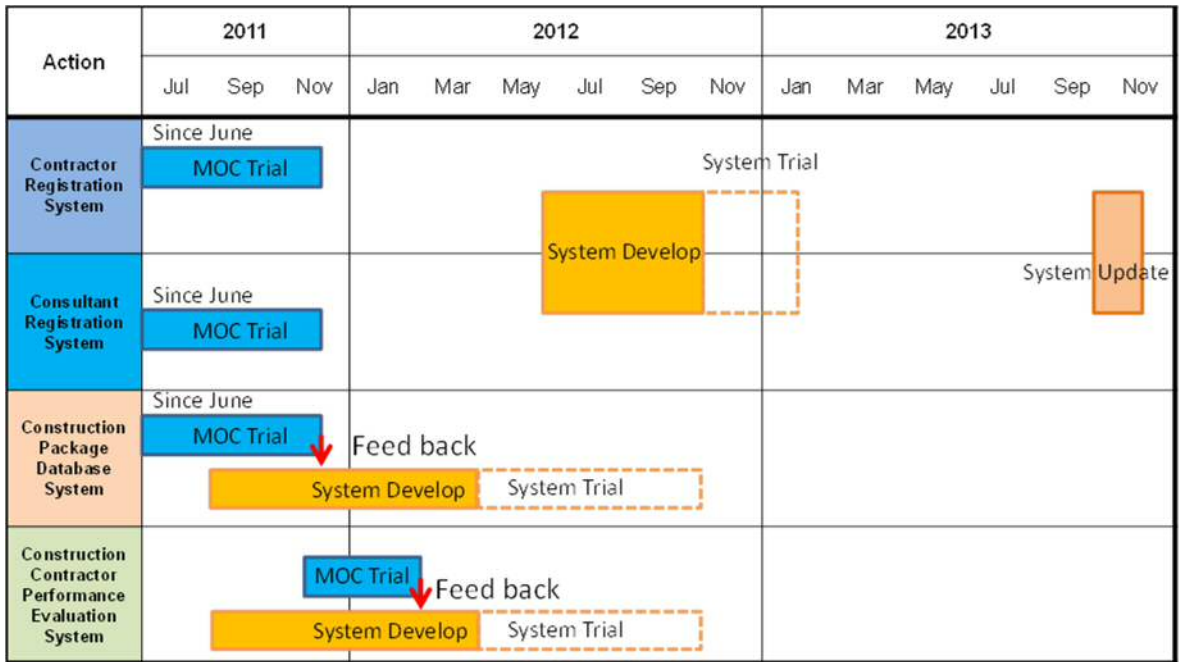 Action
2011
2012
2013
Jul Sep Nov Jan Mar May Jul Sep Nov Jan Mar May Jul Sep Nov
Contractor
Registration
System
Since June
MOC Trial
System Trial
System Develop
System Update
Consultant
Registration
System
Since June
MOC Trial
Construction
Package
Database
System
Since June
MOC Trial
Feed back
System Develop
System Trial
Construction
Contractor
Performance
Evaluation
System
MOC Trial
Feed back
System Develop
System Trial